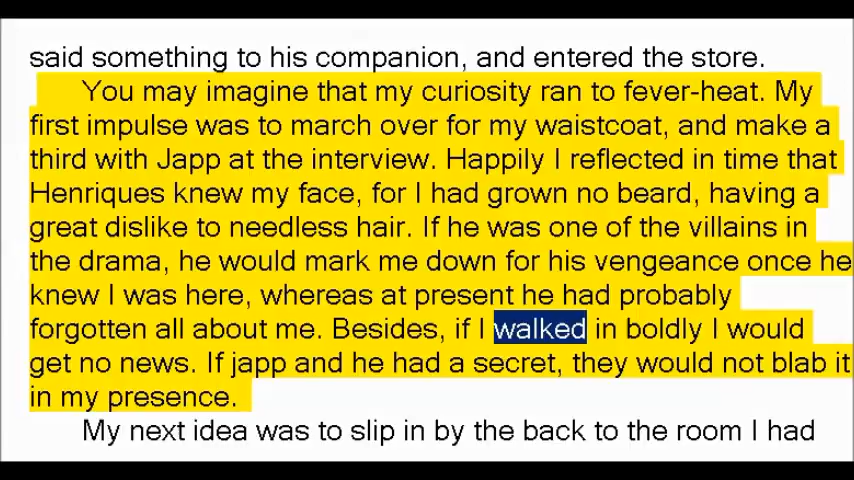 said something to his companion, and entered the store.
You may imagine that my curiosity ran to fever-heat. My
first impulse was to march over for my waistcoat, and make a
third with Japp at the interview. Happily I reflected in time that
Henriques knew my face, for I had grown no beard, having a
great dislike to needless hair. If he was one of the villains in
the drama, he would mark me down for his vengeance once he
knew I was here, whereas at present he had probably
forgotten all about me. Besides, if I walked in boldly I would
get no news. If japp and he had a secret, they would not blab it
in my presence.
My next idea was to slip in by the back to the room I had